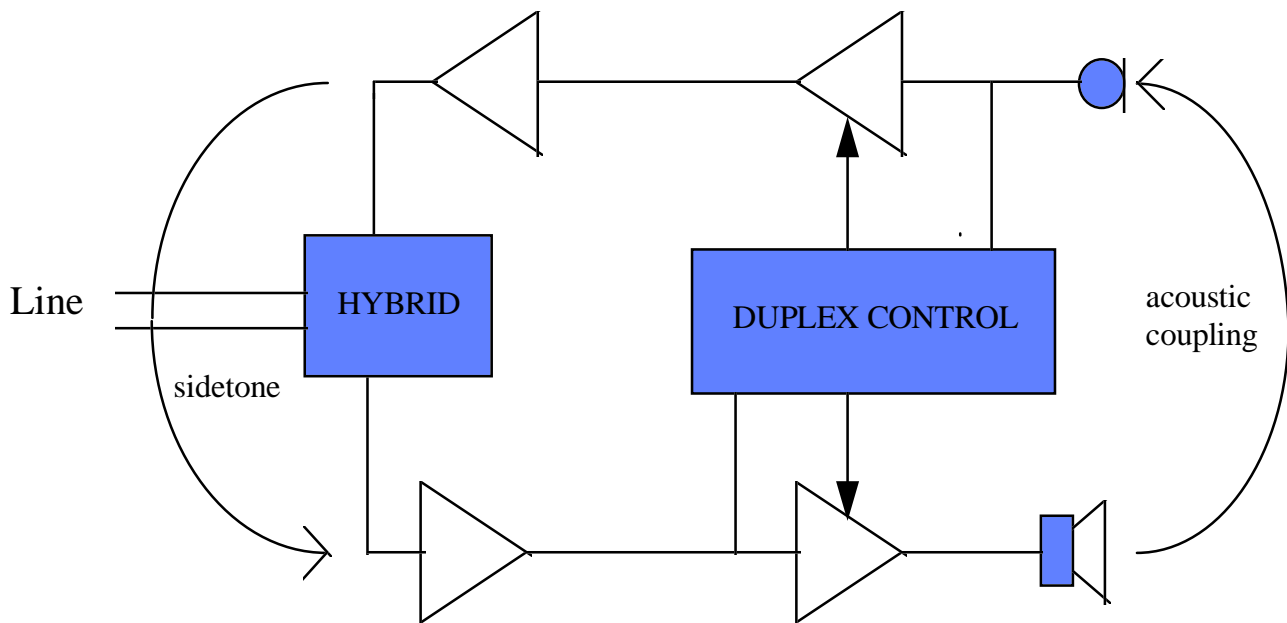 Line
HYBRID
sidetone
DUPLEX CONTROL
acoustic
coupling